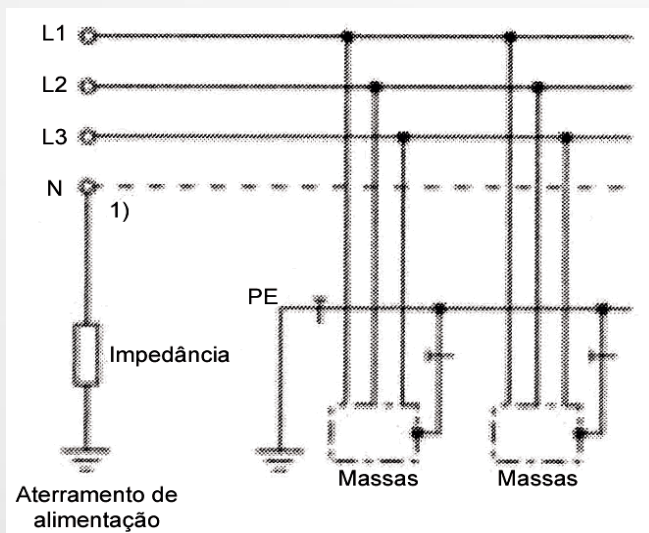 L1
L2
L3
N
1)
PE
Impedância
Massas
Massas
Aterramento de
alimentação